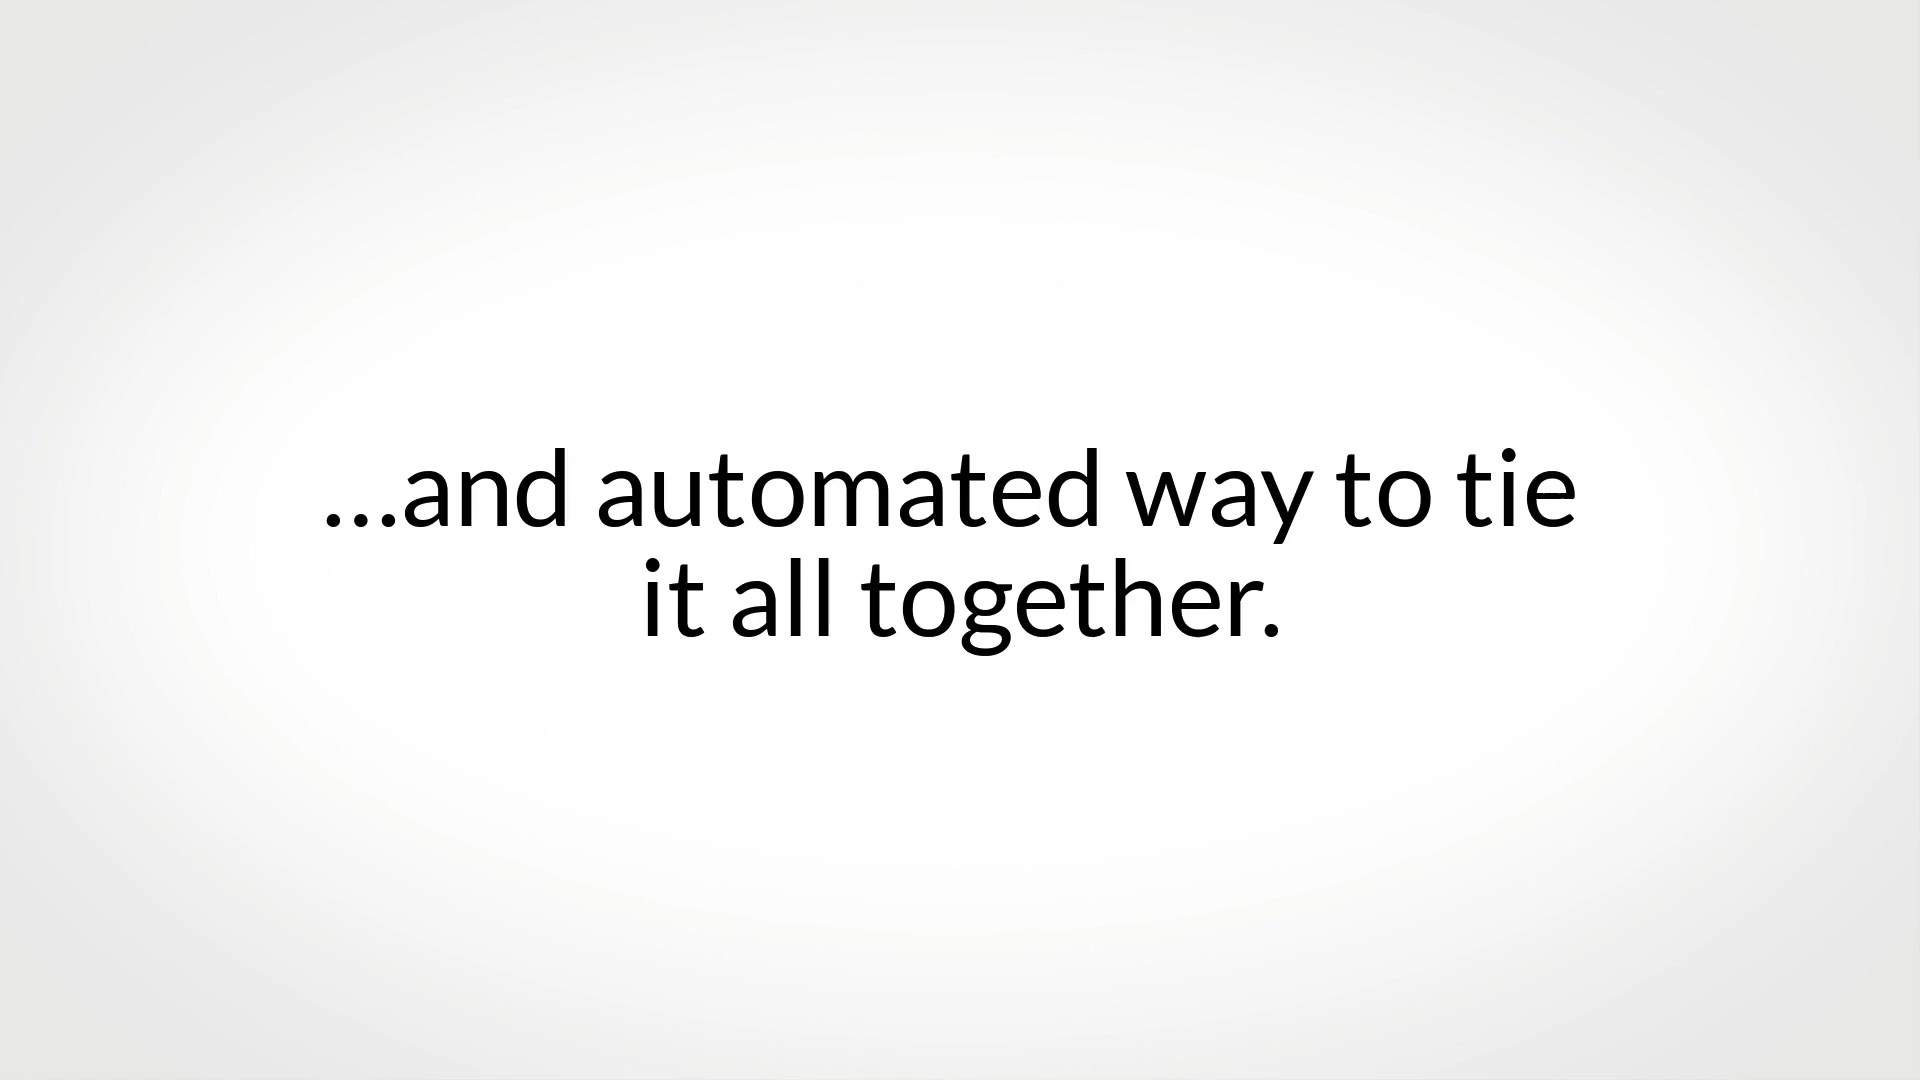 ...and automated way to tie
it all together.